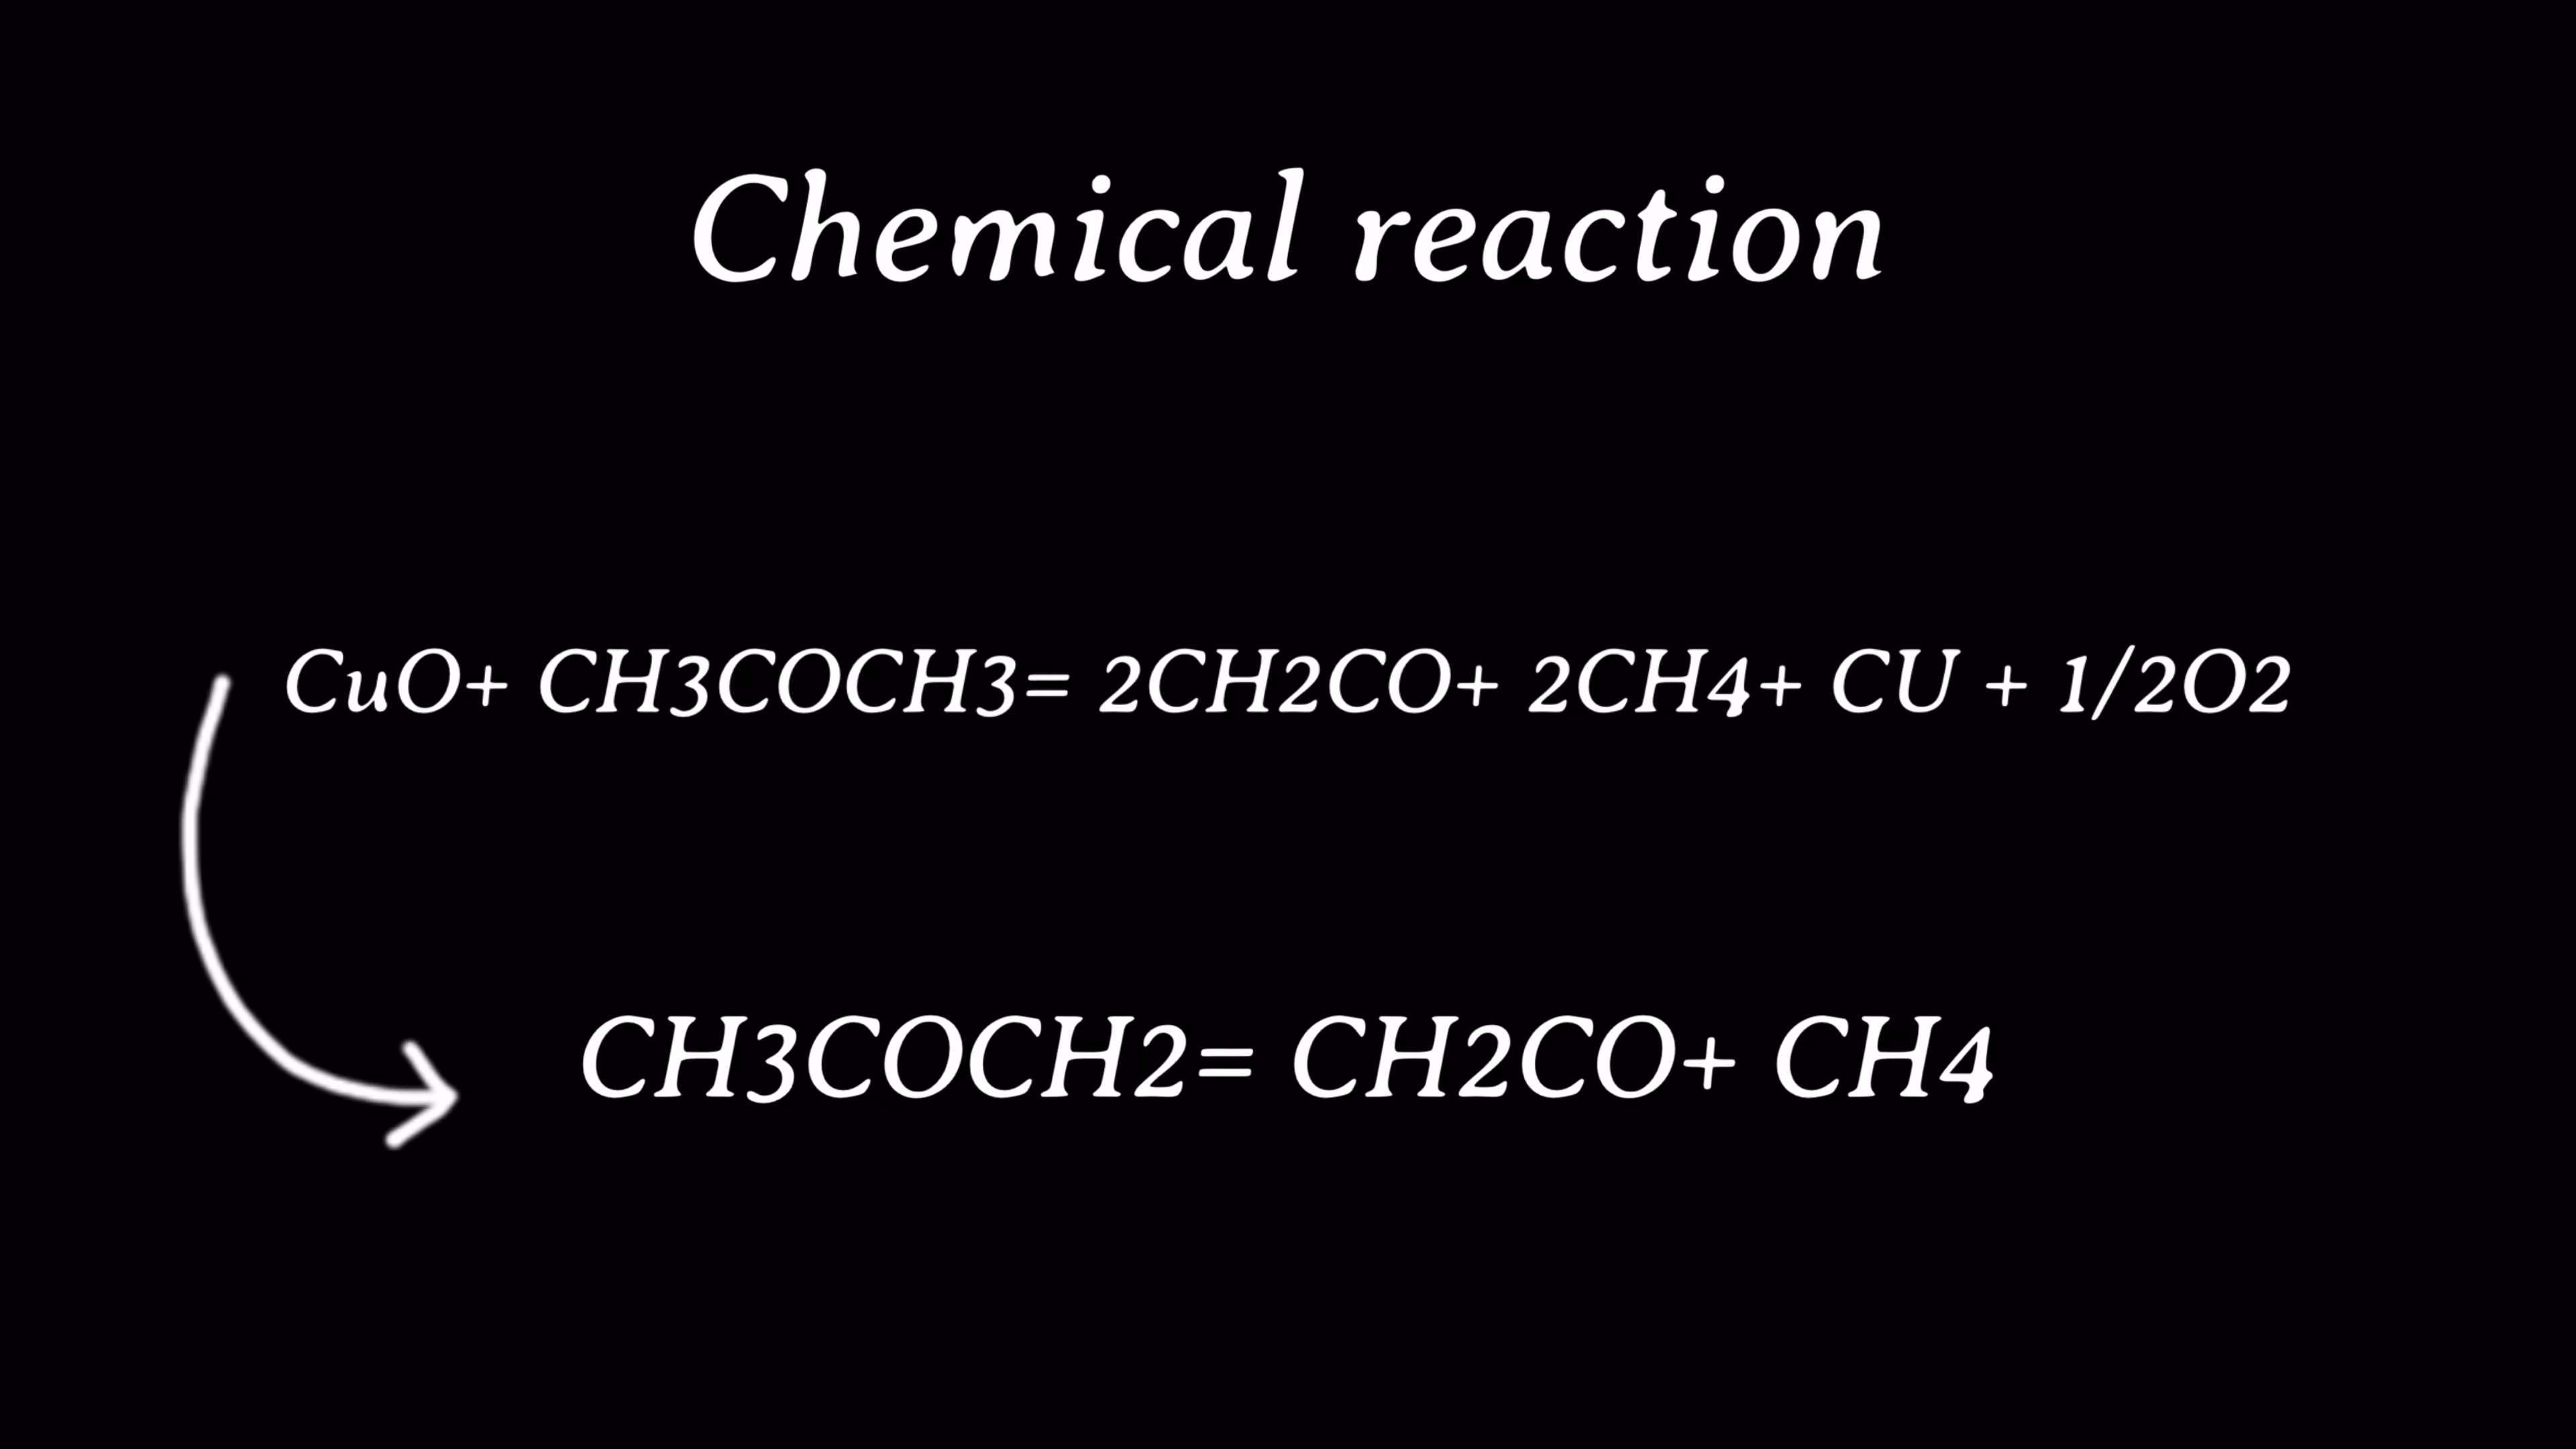 Chemical reaction
CuO+ CH3COCH3= 2CH2CO+ 2CH4+ CU + 1/2O2
CH3COCH2= CH2CO+ CH4